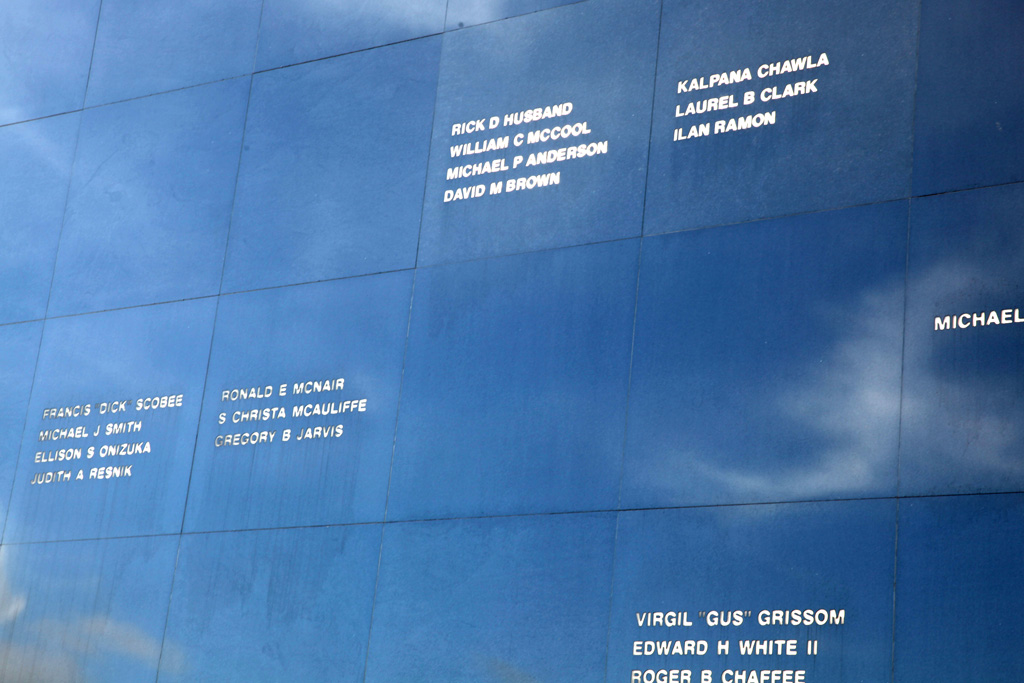 RICK D HUSBAND
WILLIAM C MCCOOL
MICHAEL P ANDERSON
DAVID M BROWN
KALPANA CHAWLA
LAUREL B CLARK
ILAN RAMON
MICHAEL
FRANCIS "DICK" SCOBEE
MICHAEL J SMITH
ELLISON S ONIZUKA
JUDITH A RESNIK
RONALD E MCNAIR
S CHRISTA MCAULIFFE
GREGORY B JARVIS
VIRGIL "GUS" GRISSOM
EDWARD H WHITE II
ROGER B CHAFFEE